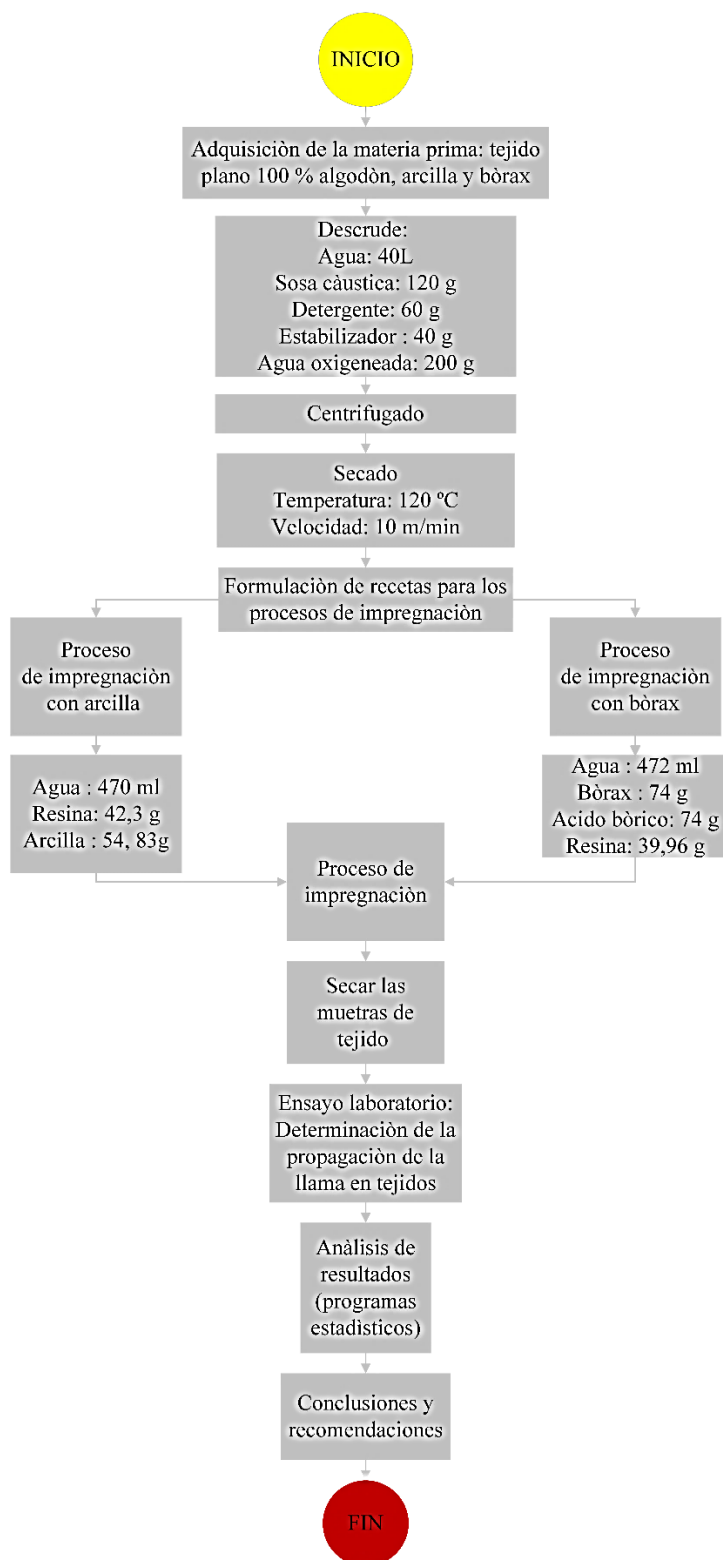 INICIO
Adquisiciòn de la materia prima: tejido
plano 100 % algodòn, arcilla y bòrax
Descrude:
Agua: 40L
Sosa càustica: 120 g
Detergente: 60 g
Estabilizador : 40 g
Agua oxigeneada: 200 g
Centrifugado
Secado
Temperatura: 120 ºC
Velocidad: 10 m/min
Formulaciòn de recetas para los
procesos de impregnaciòn
Proceso
de impregnaciòn
con arcilla
Proceso
de impregnaciòn
con bòrax
Agua : 470 ml
Resina: 42,3 g
Arcilla : 54, 83g
Agua : 472 ml
Bòrax : 74 g
Acido bòrico: 74 g
Resina: 39,96 g
Proceso de
impregnaciòn
Secar las
muetras de
tejido
Ensayo laboratorio:
Determinaciòn de la
propagaciòn de la
llama en tejidos
Anàlisis de
resultados
(programas
estadìsticos)
Conclusiones y
recomendaciones
FIN